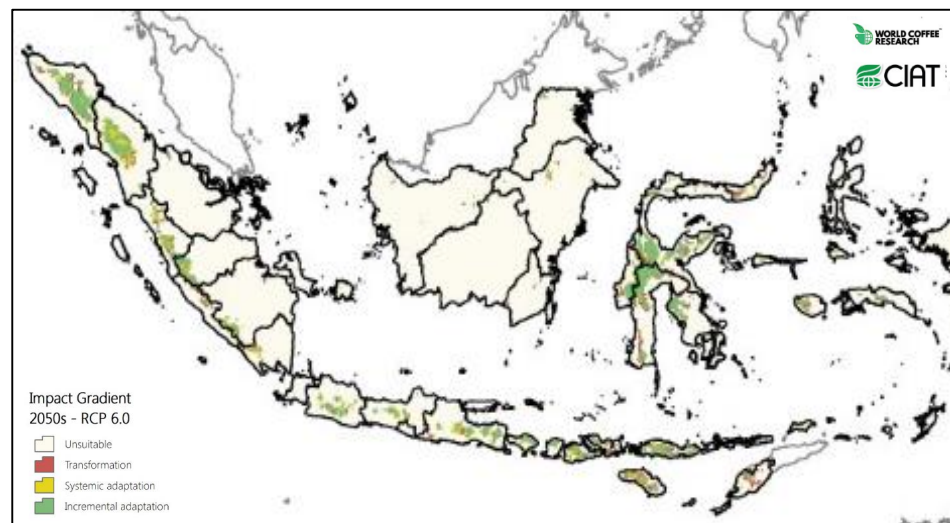 WORLD COFFEE
RESEARCH
CIAT
Impact Gradient
2050s - RCP 6.0
Unsuitable
Transformation
Systemic adaptation
Incremental adaptation